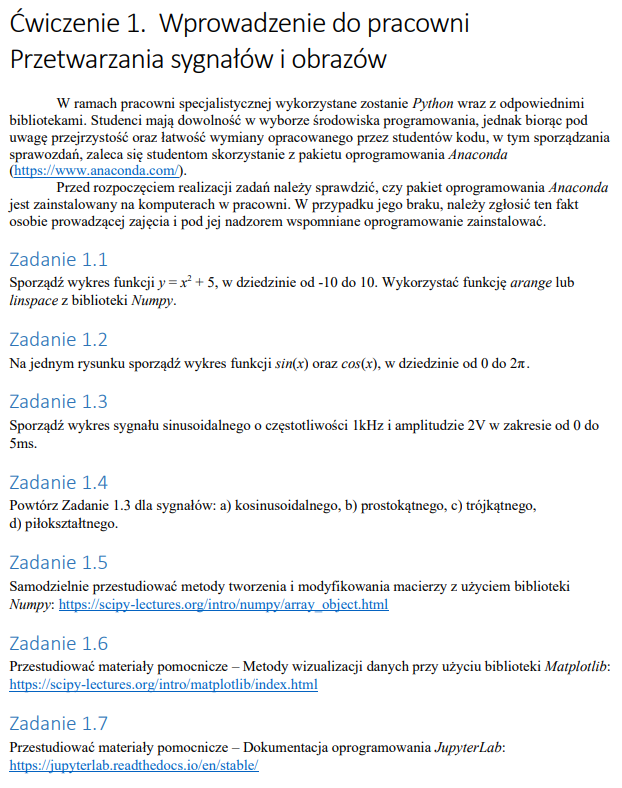 Ćwiczenie 1.  Wprowadzenie do pracowni
Przetwarzania sygnałów i obrazów
W ramach pracowni specjalistycznej wykorzystane zostanie Python wraz z odpowiednimi
bibliotekami. Studenci mają dowolność w wyborze środowiska programowania, jednak biorąc pod
uwagę przejrzystość oraz łatwość wymiany opracowanego przez studentów kodu, w tym sporządzania
sprawozdań, zaleca się studentom skorzystanie z pakietu oprogramowania Anaconda
(https://www.anaconda.com/).
Przed rozpoczęciem realizacji zadań należy sprawdzić, czy pakiet oprogramowania Anaconda
jest zainstalowany na komputerach w pracowni. W przypadku jego braku, należy zgłosić ten fakt
osobie prowadzącej zajęcia i pod jej nadzorem wspomniane oprogramowanie zainstalować.
Zadanie 1.1
Sporządź wykres funkcji y = x² + 5, w dziedzinie od -10 do 10. Wykorzystać funkcję arange lub
linspace z biblioteki Numpy.
Zadanie 1.2
Na jednym rysunku sporządź wykres funkcji sin(x) oraz cos(x), w dziedzinie od 0 do 2π.
Zadanie 1.3
Sporządź wykres sygnału sinusoidalnego o częstotliwości 1kHz i amplitudzie 2V w zakresie od 0 do
5ms.
Zadanie 1.4
Powtórz Zadanie 1.3 dla sygnałów: a) kosinusoidalnego, b) prostokątnego, c) trójkątnego,
d) piłokształtnego.
Zadanie 1.5
Samodzielnie przestudiować metody tworzenia i modyfikowania macierzy z użyciem biblioteki
Numpy: https://scipy-lectures.org/intro/numpy/array_object.html
Zadanie 1.6
Przestudiować materiały pomocnicze – Metody wizualizacji danych przy użyciu biblioteki Matplotlib:
https://scipy-lectures.org/intro/matplotlib/index.html
Zadanie 1.7
Przestudiować materiały pomocnicze – Dokumentacja oprogramowania JupyterLab:
https://jupyterlab.readthedocs.io/en/stable/